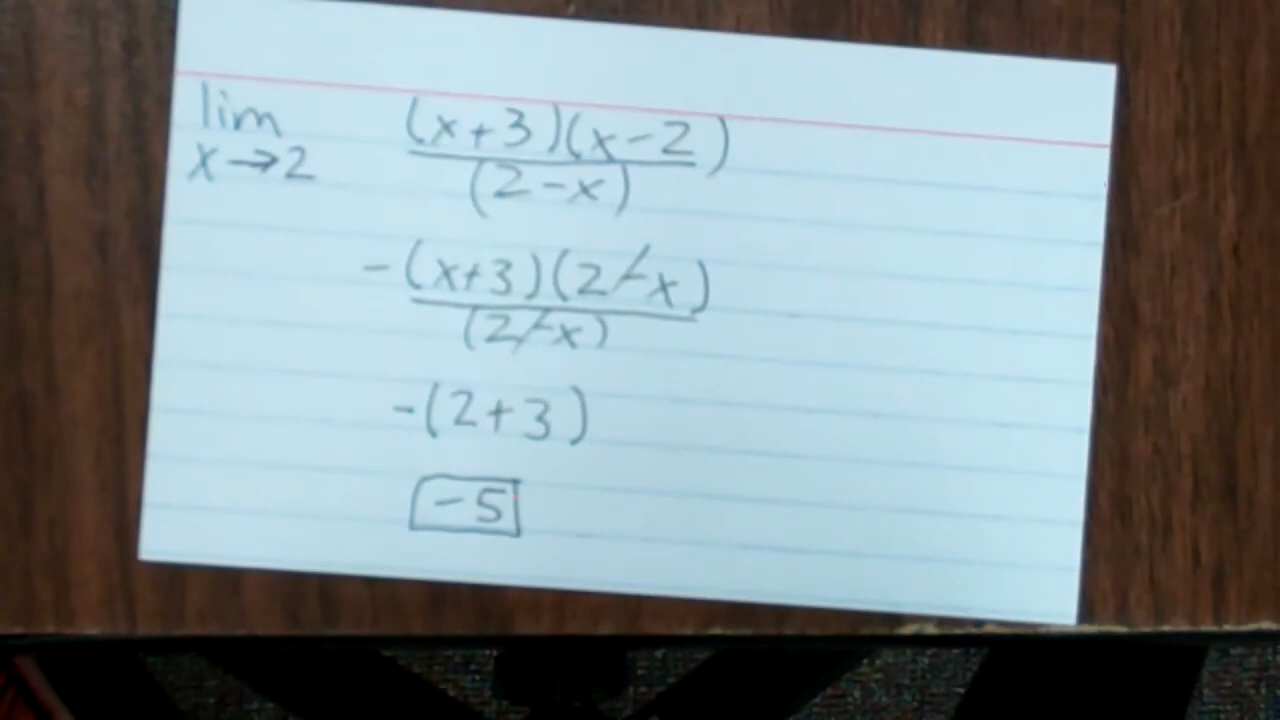 lim (x+3)(x-2)
x→2 (2-x)
-(x+3)(2-x)
(2-x)
-(2+3)
-5